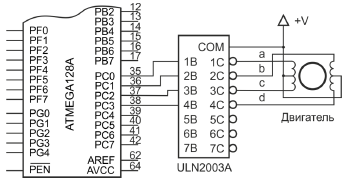 PB2 12
PB3 13
PB4 14
PB5 15
PB6 16
PB7 17
PF0
PF1
PF2
PF3
PF4
PF5
PF6
PF7
PG0
PG1
PG2
PG3
PG4
PEN
ATMEGA128A
PC0 35
PC1 36
PC2 37
PC3 38
PC4 39
PC5 40
PC6 41
PC7 42
AREF 62
AVCC 64
COM
1B 1C
2B 2C
3B 3C
4B 4C
5B 5C
6B 6C
7B 7C
ULN2003A
+V
a
b
c
d
Двигатель